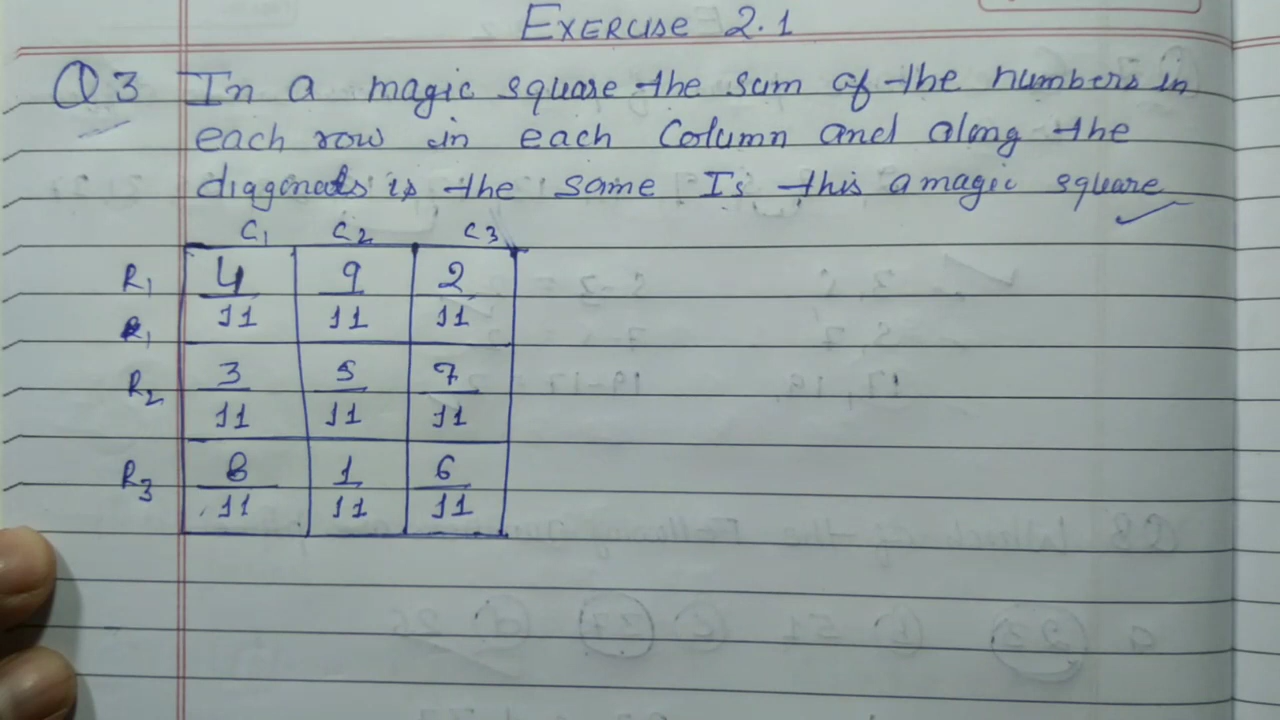 EXERCISE 2.1
Q3 In a magic square the sum of the numbers in
each row in each Column and along the
diagonals is the same Is this a magic square
C1 C2 C3
R1 4/11 9/11 2/11
R1
R2 3/11 5/11 7/11
R3 8/11 1/11 6/11